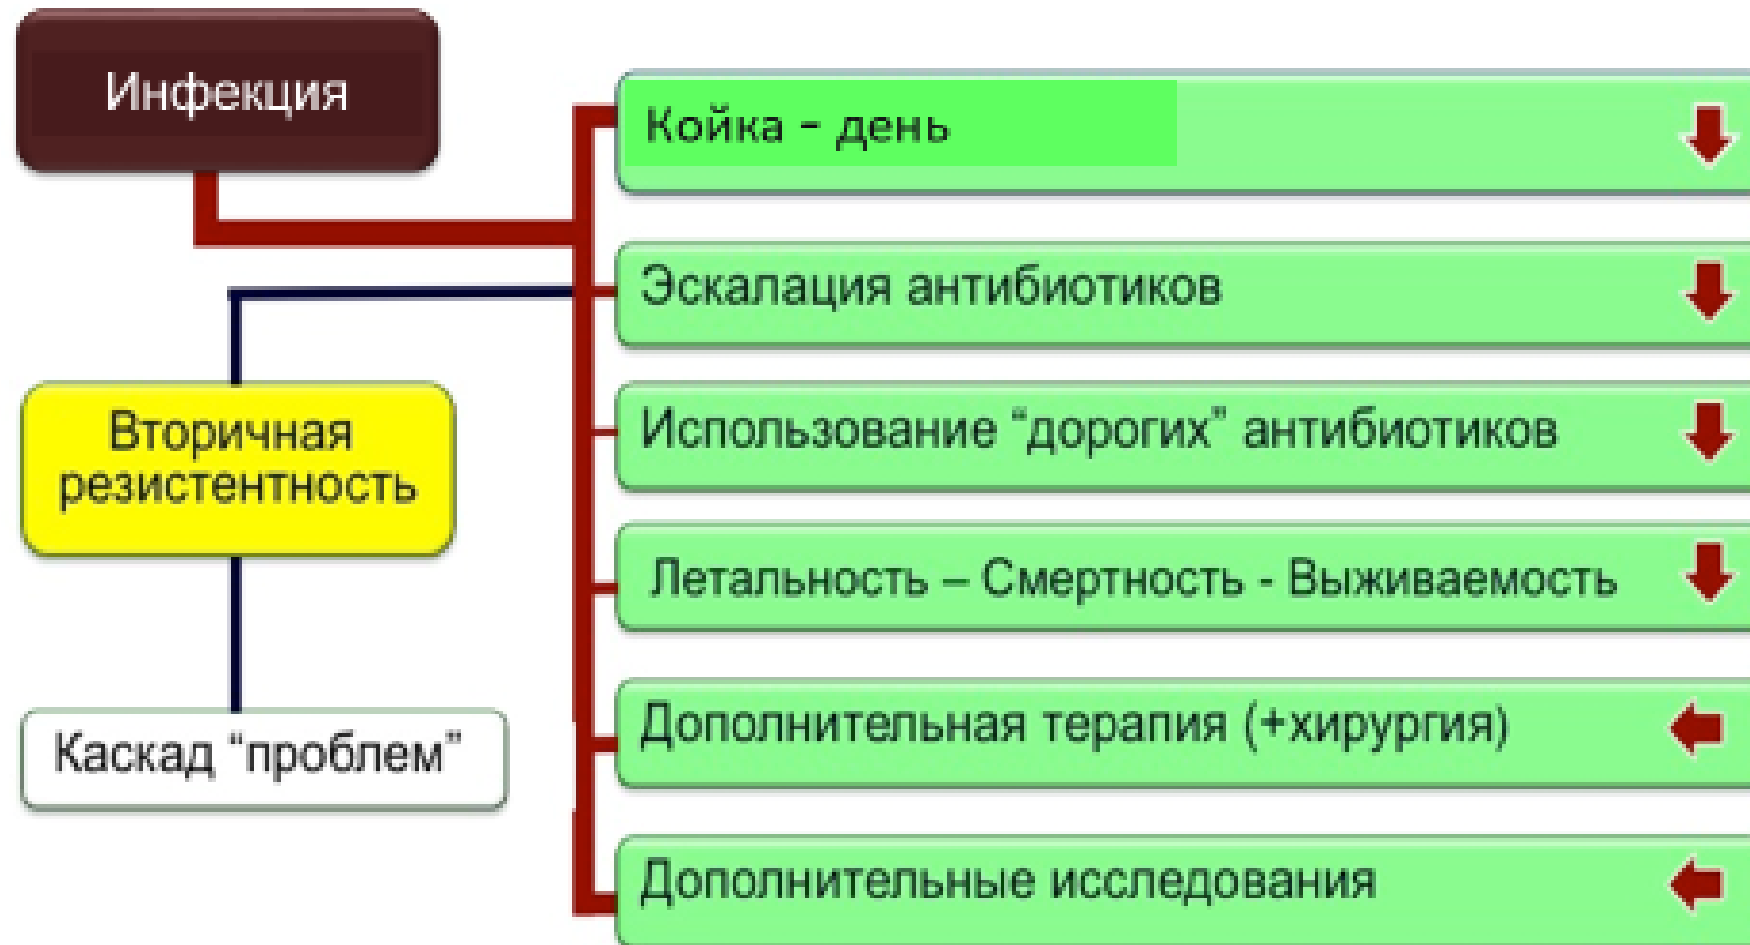 Инфекция
Койка - день
Эскалация антибиотиков
Вторичная
резистентность
Использование “дорогих” антибиотиков
Летальность – Смертность - Выживаемость
Дополнительная терапия (+хирургия)
Каскад “проблем”
Дополнительные исследования